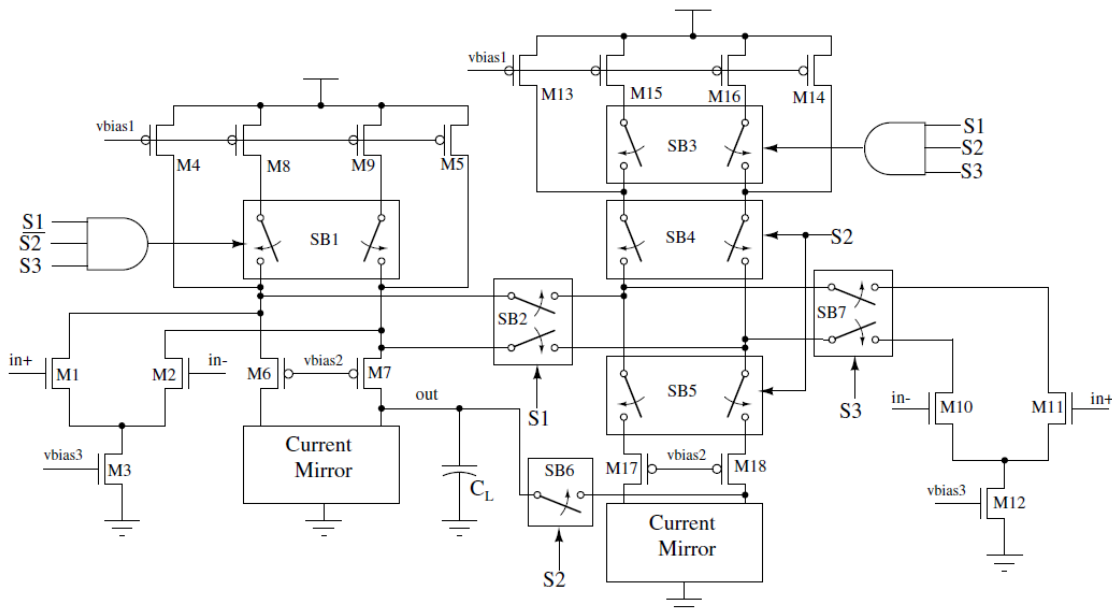 vbias1
M13
M15
M16
M14
vbias1
M4
M8
M9
M5
SB3
S1
S2
S3
S1
S2
S3
SB1
SB4
S2
SB2
SB7
in+
M1
M2
in-
M6
vbias2
M7
out
S1
SB5
S3
in-
M10
M11
in+
vbias3
M3
Current
Mirror
C_L
SB6
M17
vbias2
M18
vbias3
M12
Current
Mirror
S2